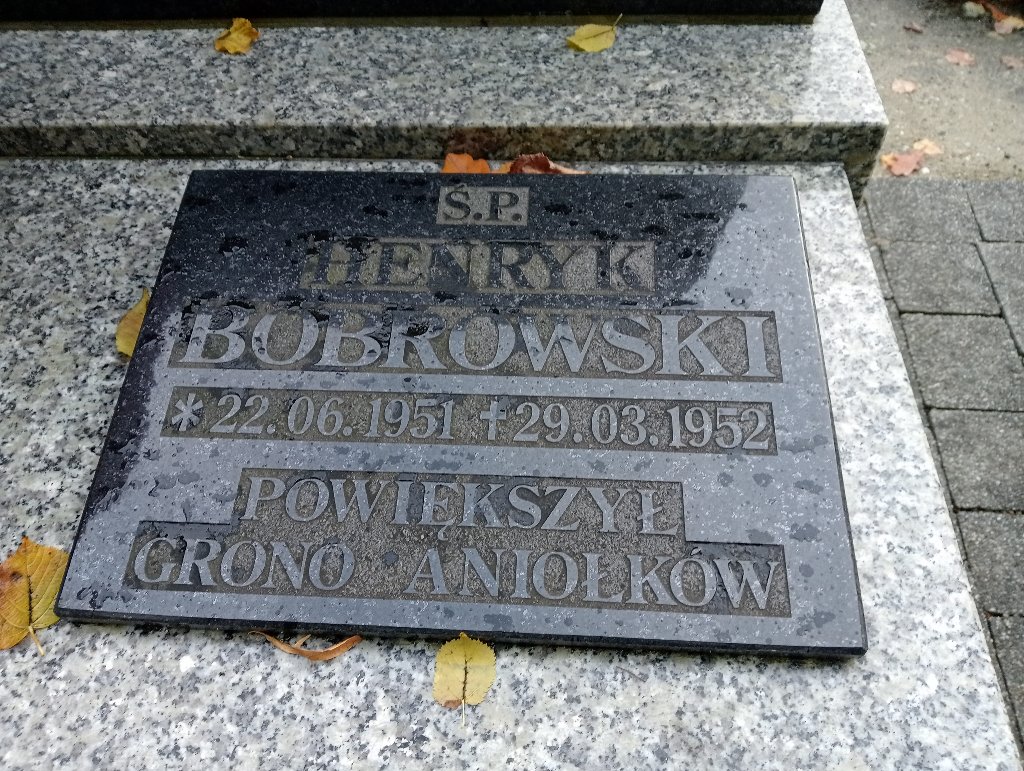 Ś.P.
HENRYK
BOBROWSKI
* 22.06.1951 ✝ 29.03.1952
POWIĘKSZYŁ
GRONO ANIOŁKÓW